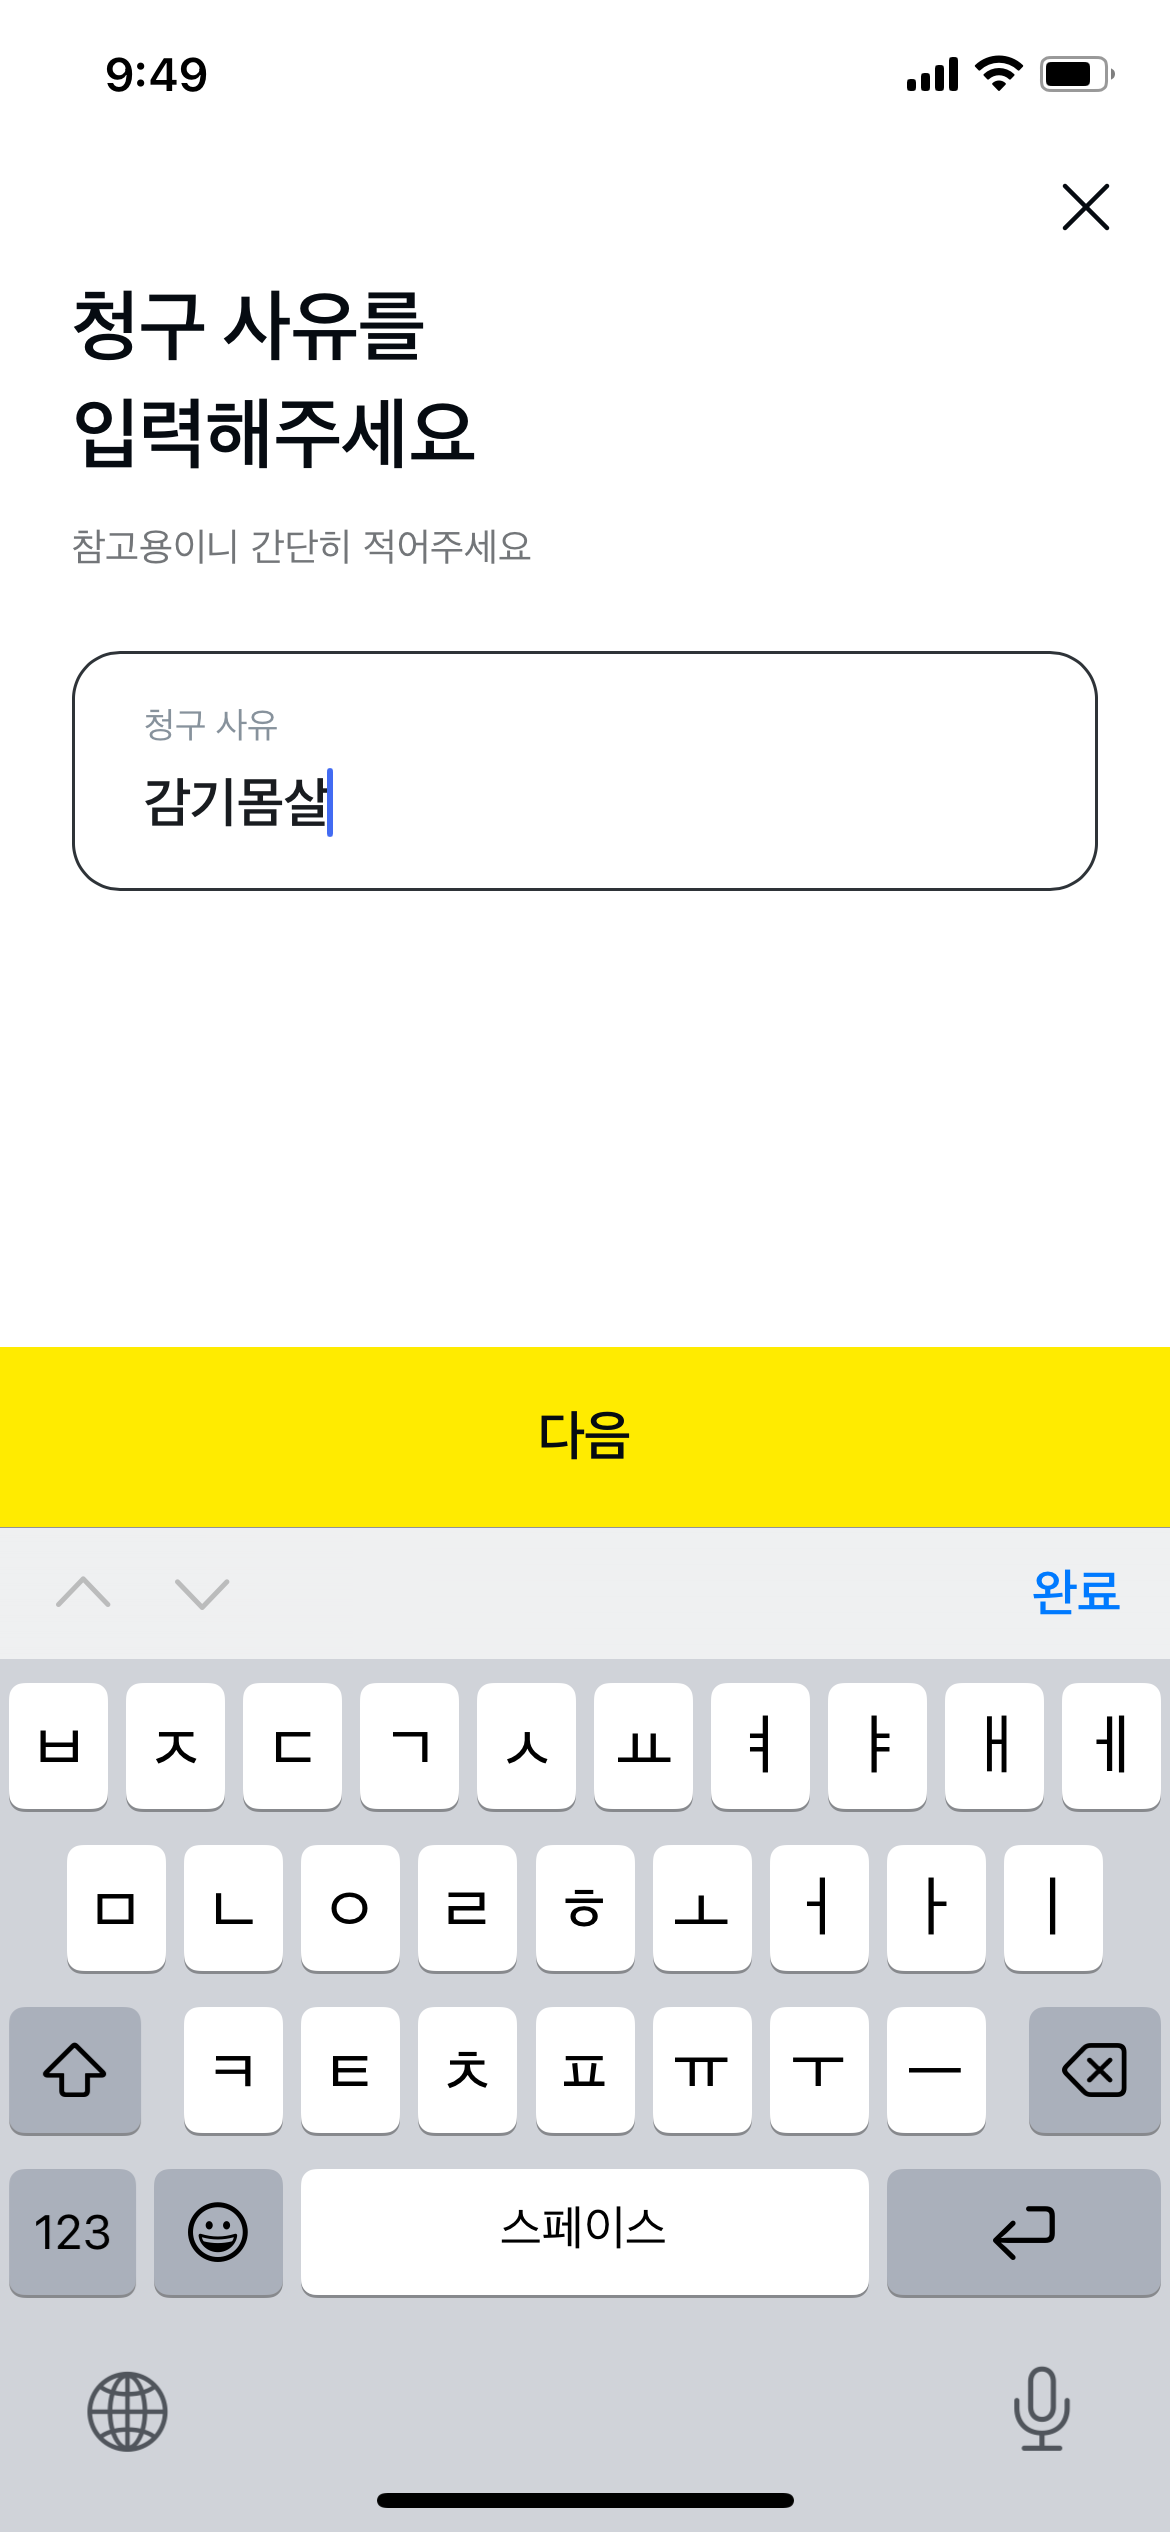 9:49
청구 사유를
입력해주세요
참고용이니 간단히 적어주세요
청구 사유
감기몸살
다음
완료
ㅂ ㅈ ㄷ ㄱ ㅅ ㅛ ㅕ ㅑ ㅐ ㅔ
ㅁ ㄴ ㅇ ㄹ ㅎ ㅗ ㅓ ㅏ ㅣ
ㅋ ㅌ ㅊ ㅍ ㅠ ㅜ ㅡ
123 스페이스